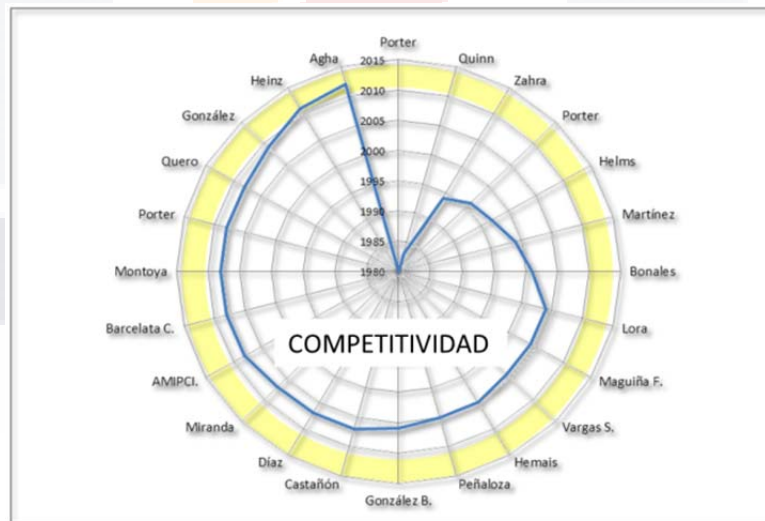 Porter
Quinn
Zahra
Porter
Helms
Martínez
Bonales
Lora
Maguiña F.
Vargas S.
Hemais
Peñaloza
González B.
Castañón
Díaz
Miranda
AMIPCI.
Barcelata C.
Montoya
Porter
Quero
González
Heinz
Agha
2015
2010
2005
2000
1995
1990
1985
1980
COMPETITIVIDAD